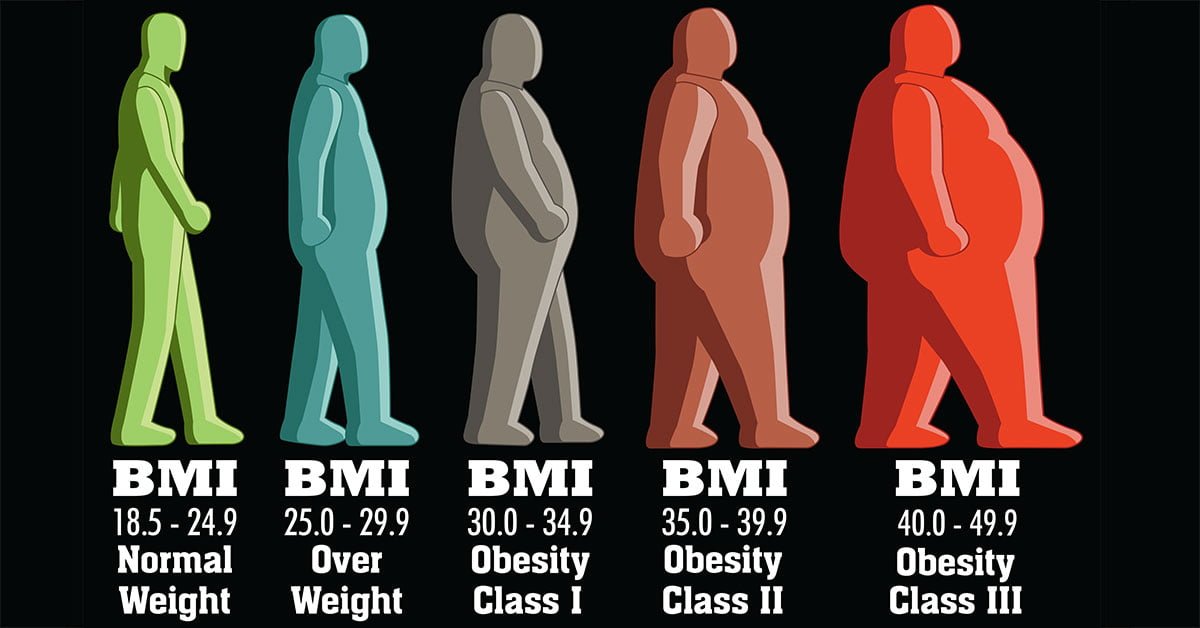 BMI
18.5 - 24.9
Normal
Weight
BMI
25.0 - 29.9
Over
Weight
BMI
30.0 - 34.9
Obesity
Class I
BMI
35.0 - 39.9
Obesity
Class II
BMI
40.0 - 49.9
Obesity
Class III